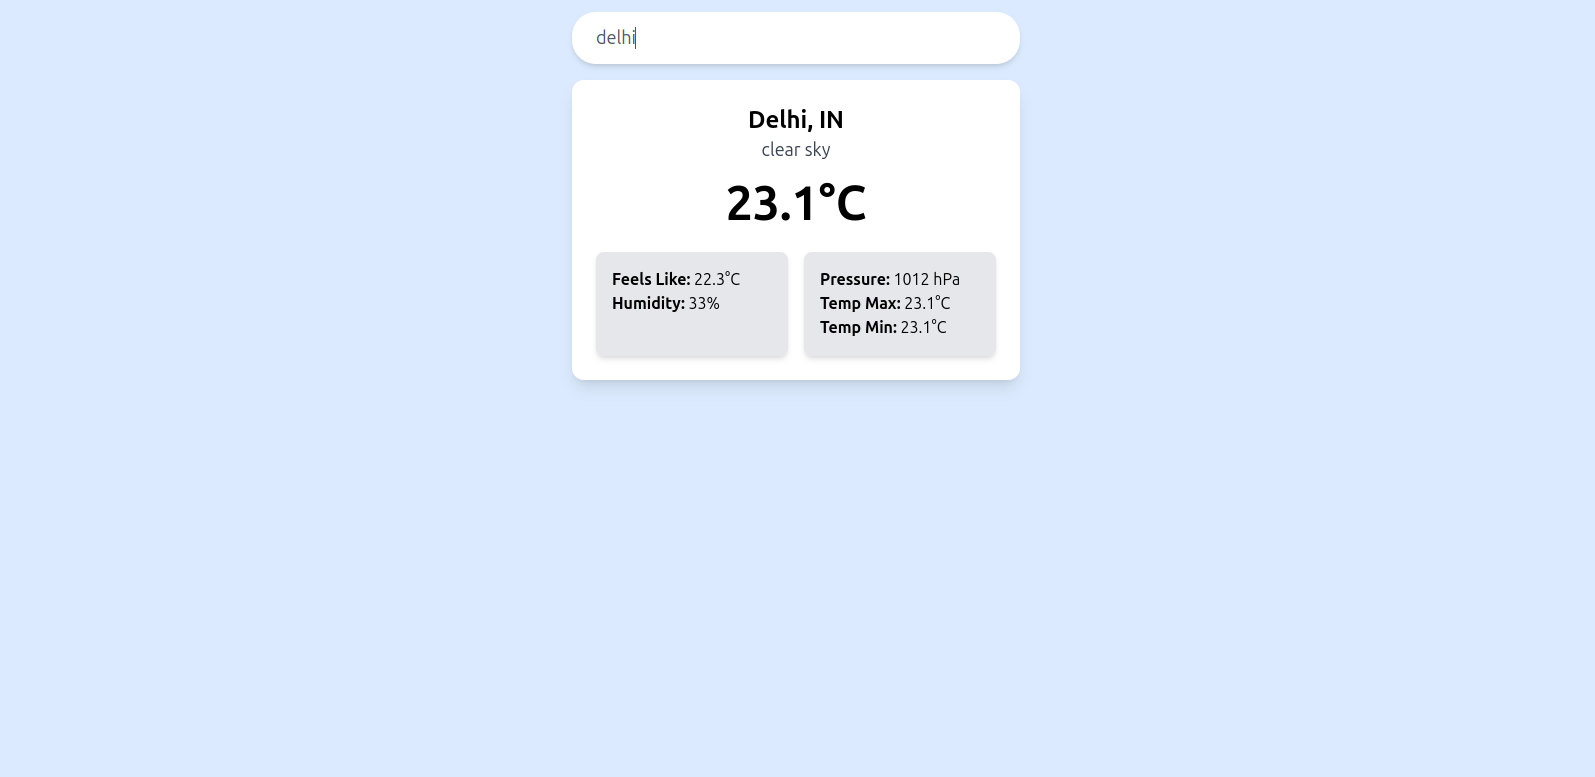 delhi
Delhi, IN
clear sky
23.1°C
Feels Like: 22.3°C
Humidity: 33%
Pressure: 1012 hPa
Temp Max: 23.1°C
Temp Min: 23.1°C